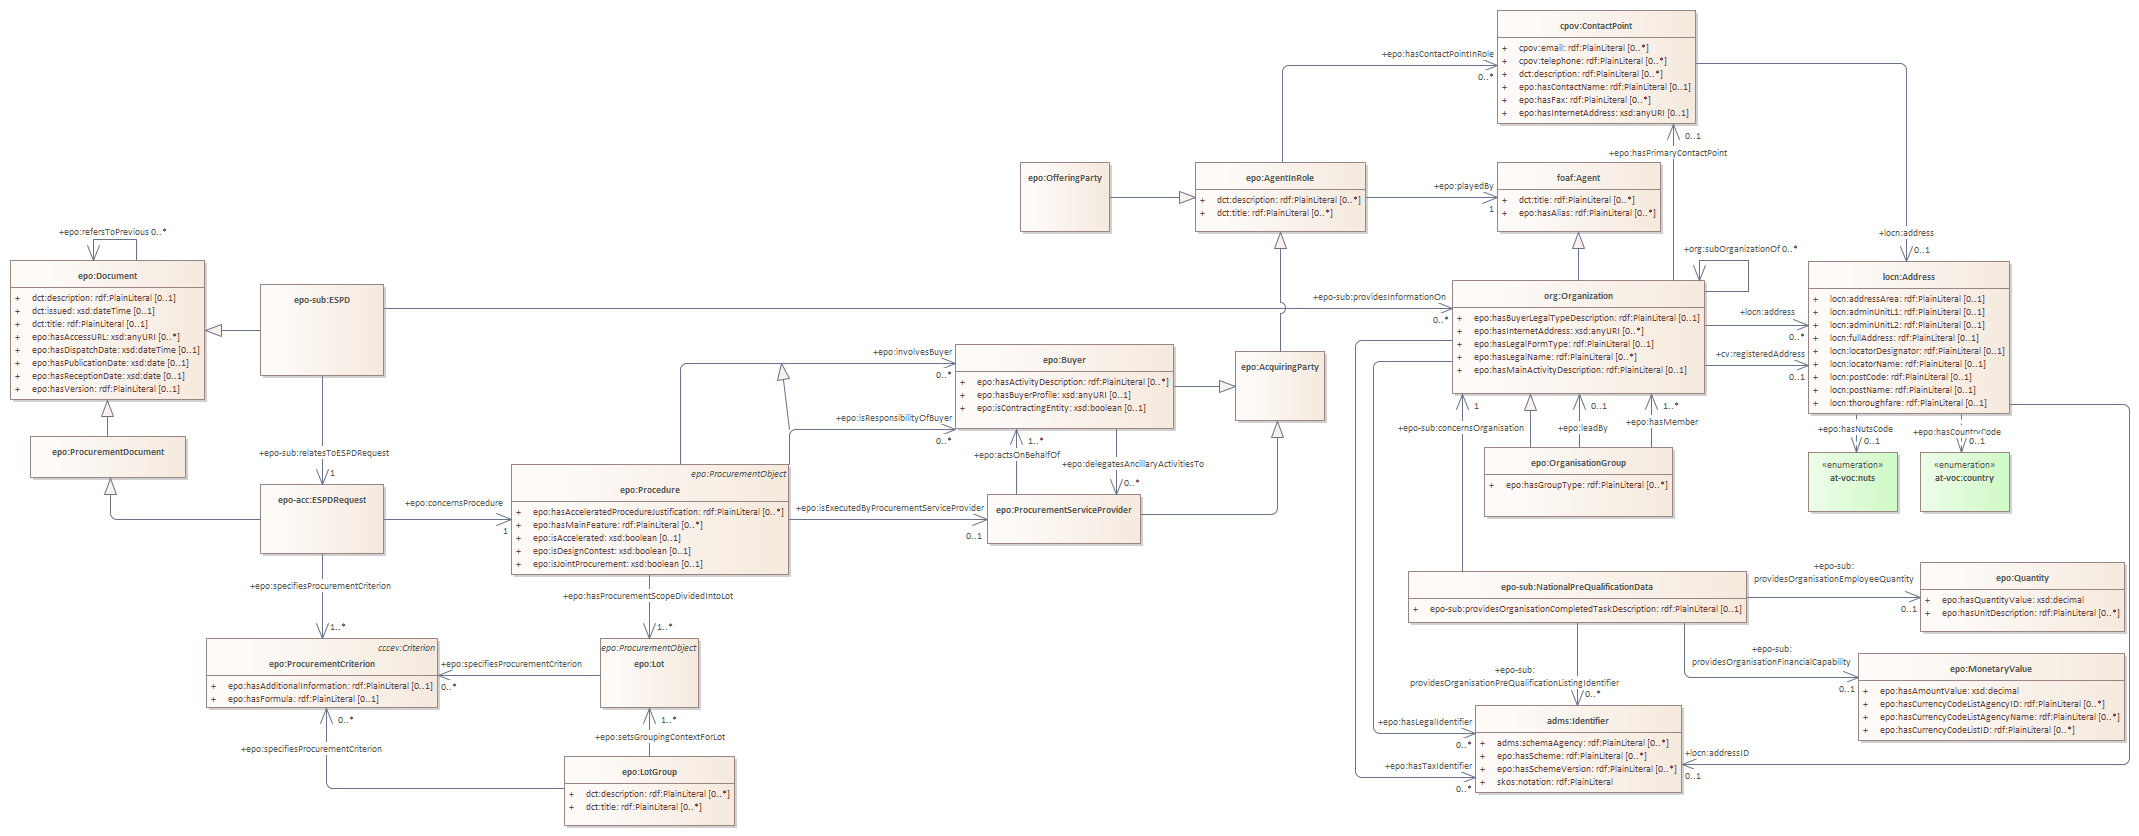 cpov:ContactPoint
+ cpov:email: rdf:PlainLiteral [0..*]
+ cpov:telephone: rdf:PlainLiteral [0..*]
+ dct:description: rdf:PlainLiteral [0..*]
+ epo:hasContactName: rdf:PlainLiteral [0..1]
+ epo:hasFax: rdf:PlainLiteral [0..*]
+ epo:hasInternetAddress: xsd:anyURI [0..1]
+epo:hasContactPointInRole
0..*
0..1
+epo:hasPrimaryContactPoint
epo:OfferingParty
epo:AgentInRole
+ dct:description: rdf:PlainLiteral [0..*]
+ dct:title: rdf:PlainLiteral [0..*]
+epo:playedBy
1
foaf:Agent
+ dct:title: rdf:PlainLiteral [0..*]
+ epo:hasAlias: rdf:PlainLiteral [0..*]
+locn:address
0..1
+org:subOrganizationOf 0..*
+epo:refersToPrevious 0..*
epo:Document
+ dct:description: rdf:PlainLiteral [0..1]
+ dct:issued: xsd:dateTime [0..1]
+ dct:title: rdf:PlainLiteral [0..1]
+ epo:hasAccessURL: xsd:anyURI [0..*]
+ epo:hasDispatchDate: xsd:dateTime [0..1]
+ epo:hasPublicationDate: xsd:date [0..1]
+ epo:hasReceptionDate: xsd:date [0..1]
+ epo:hasVersion: rdf:PlainLiteral [0..1]
epo-sub:ESPD
+epo-sub:providesInformationOn
0..*
org:Organization
+ epo:hasBuyerLegalTypeDescription: rdf:PlainLiteral [0..1]
+ epo:hasInternetAddress: xsd:anyURI [0..*]
+ epo:hasLegalFormType: rdf:PlainLiteral [0..1]
+ epo:hasLegalName: rdf:PlainLiteral [0..*]
+ epo:hasMainActivityDescription: rdf:PlainLiteral [0..1]
+locn:address
0..*
+cv:registeredAddress
0..1
locn:Address
+ locn:addressArea: rdf:PlainLiteral [0..1]
+ locn:adminUnitL1: rdf:PlainLiteral [0..1]
+ locn:adminUnitL2: rdf:PlainLiteral [0..1]
+ locn:fullAddress: rdf:PlainLiteral [0..1]
+ locn:locatorDesignator: rdf:PlainLiteral [0..1]
+ locn:locatorName: rdf:PlainLiteral [0..1]
+ locn:postCode: rdf:PlainLiteral [0..1]
+ locn:postName: rdf:PlainLiteral [0..1]
+ locn:thoroughfare: rdf:PlainLiteral [0..1]
+epo:involvesBuyer
0..*
epo:Buyer
+ epo:hasActivityDescription: rdf:PlainLiteral [0..*]
+ epo:hasBuyerProfile: xsd:anyURI [0..1]
+ epo:isContractingEntity: xsd:boolean [0..1]
epo:AcquiringParty
+epo:isResponsibilityOfBuyer
0..*
1..*
+epo:actsOnBehalfOf
+epo:delegatesAncillaryActivitiesTo
0..*
1
+epo-sub:concernsOrganisation
0..1
+epo:leadBy
1..*
+epo:hasMember
+epo:hasNutsCode
0..1
+epo:hasCountryCode
0..1
epo:ProcurementDocument
+epo-sub:relatesToESPDRequest
1
epo-acc:ESPDRequest
+epo:concernsProcedure
1
epo:ProcurementObject
epo:Procedure
+ epo:hasAcceleratedProcedureJustification: rdf:PlainLiteral [0..*]
+ epo:hasMainFeature: rdf:PlainLiteral [0..*]
+ epo:isAccelerated: xsd:boolean [0..1]
+ epo:isDesignContest: xsd:boolean [0..1]
+ epo:isJointProcurement: xsd:boolean [0..1]
+epo:isExecutedByProcurementServiceProvider
0..1
epo:ProcurementServiceProvider
epo:OrganisationGroup
+ epo:hasGroupType: rdf:PlainLiteral [0..*]
«enumeration»
at-voc:nuts
«enumeration»
at-voc:country
+epo:specifiesProcurementCriterion
1..*
+epo:hasProcurementScopeDividedIntoLot
1..*
epo-sub:NationalPreQualificationData
+ epo-sub:providesOrganisationCompletedTaskDescription: rdf:PlainLiteral [0..1]
+epo-sub:
providesOrganisationEmployeeQuantity
0..1
epo:Quantity
+ epo:hasQuantityValue: xsd:decimal
+ epo:hasUnitDescription: rdf:PlainLiteral [0..*]
cccev:Criterion
epo:ProcurementCriterion
+ epo:hasAdditionalInformation: rdf:PlainLiteral [0..1]
+ epo:hasFormula: rdf:PlainLiteral [0..1]
+epo:specifiesProcurementCriterion
0..*
epo:ProcurementObject
epo:Lot
+epo-sub:
providesOrganisationPreQualificationListingIdentifier
0..*
+epo-sub:
providesOrganisationFinancialCapability
0..1
epo:MonetaryValue
+ epo:hasAmountValue: xsd:decimal
+ epo:hasCurrencyCodeListAgencyID: rdf:PlainLiteral [0..*]
+ epo:hasCurrencyCodeListAgencyName: rdf:PlainLiteral [0..*]
+ epo:hasCurrencyCodeListID: rdf:PlainLiteral [0..*]
0..*
+epo:specifiesProcurementCriterion
1..*
+epo:setsGroupingContextForLot
epo:LotGroup
+ dct:description: rdf:PlainLiteral [0..*]
+ dct:title: rdf:PlainLiteral [0..*]
+epo:hasLegalIdentifier
0..*
+epo:hasTaxIdentifier
0..*
adms:Identifier
+ adms:schemaAgency: rdf:PlainLiteral [0..*]
+ epo:hasScheme: rdf:PlainLiteral [0..*]
+ epo:hasSchemeVersion: rdf:PlainLiteral [0..*]
+ skos:notation: rdf:PlainLiteral
+locn:addressID
0..1